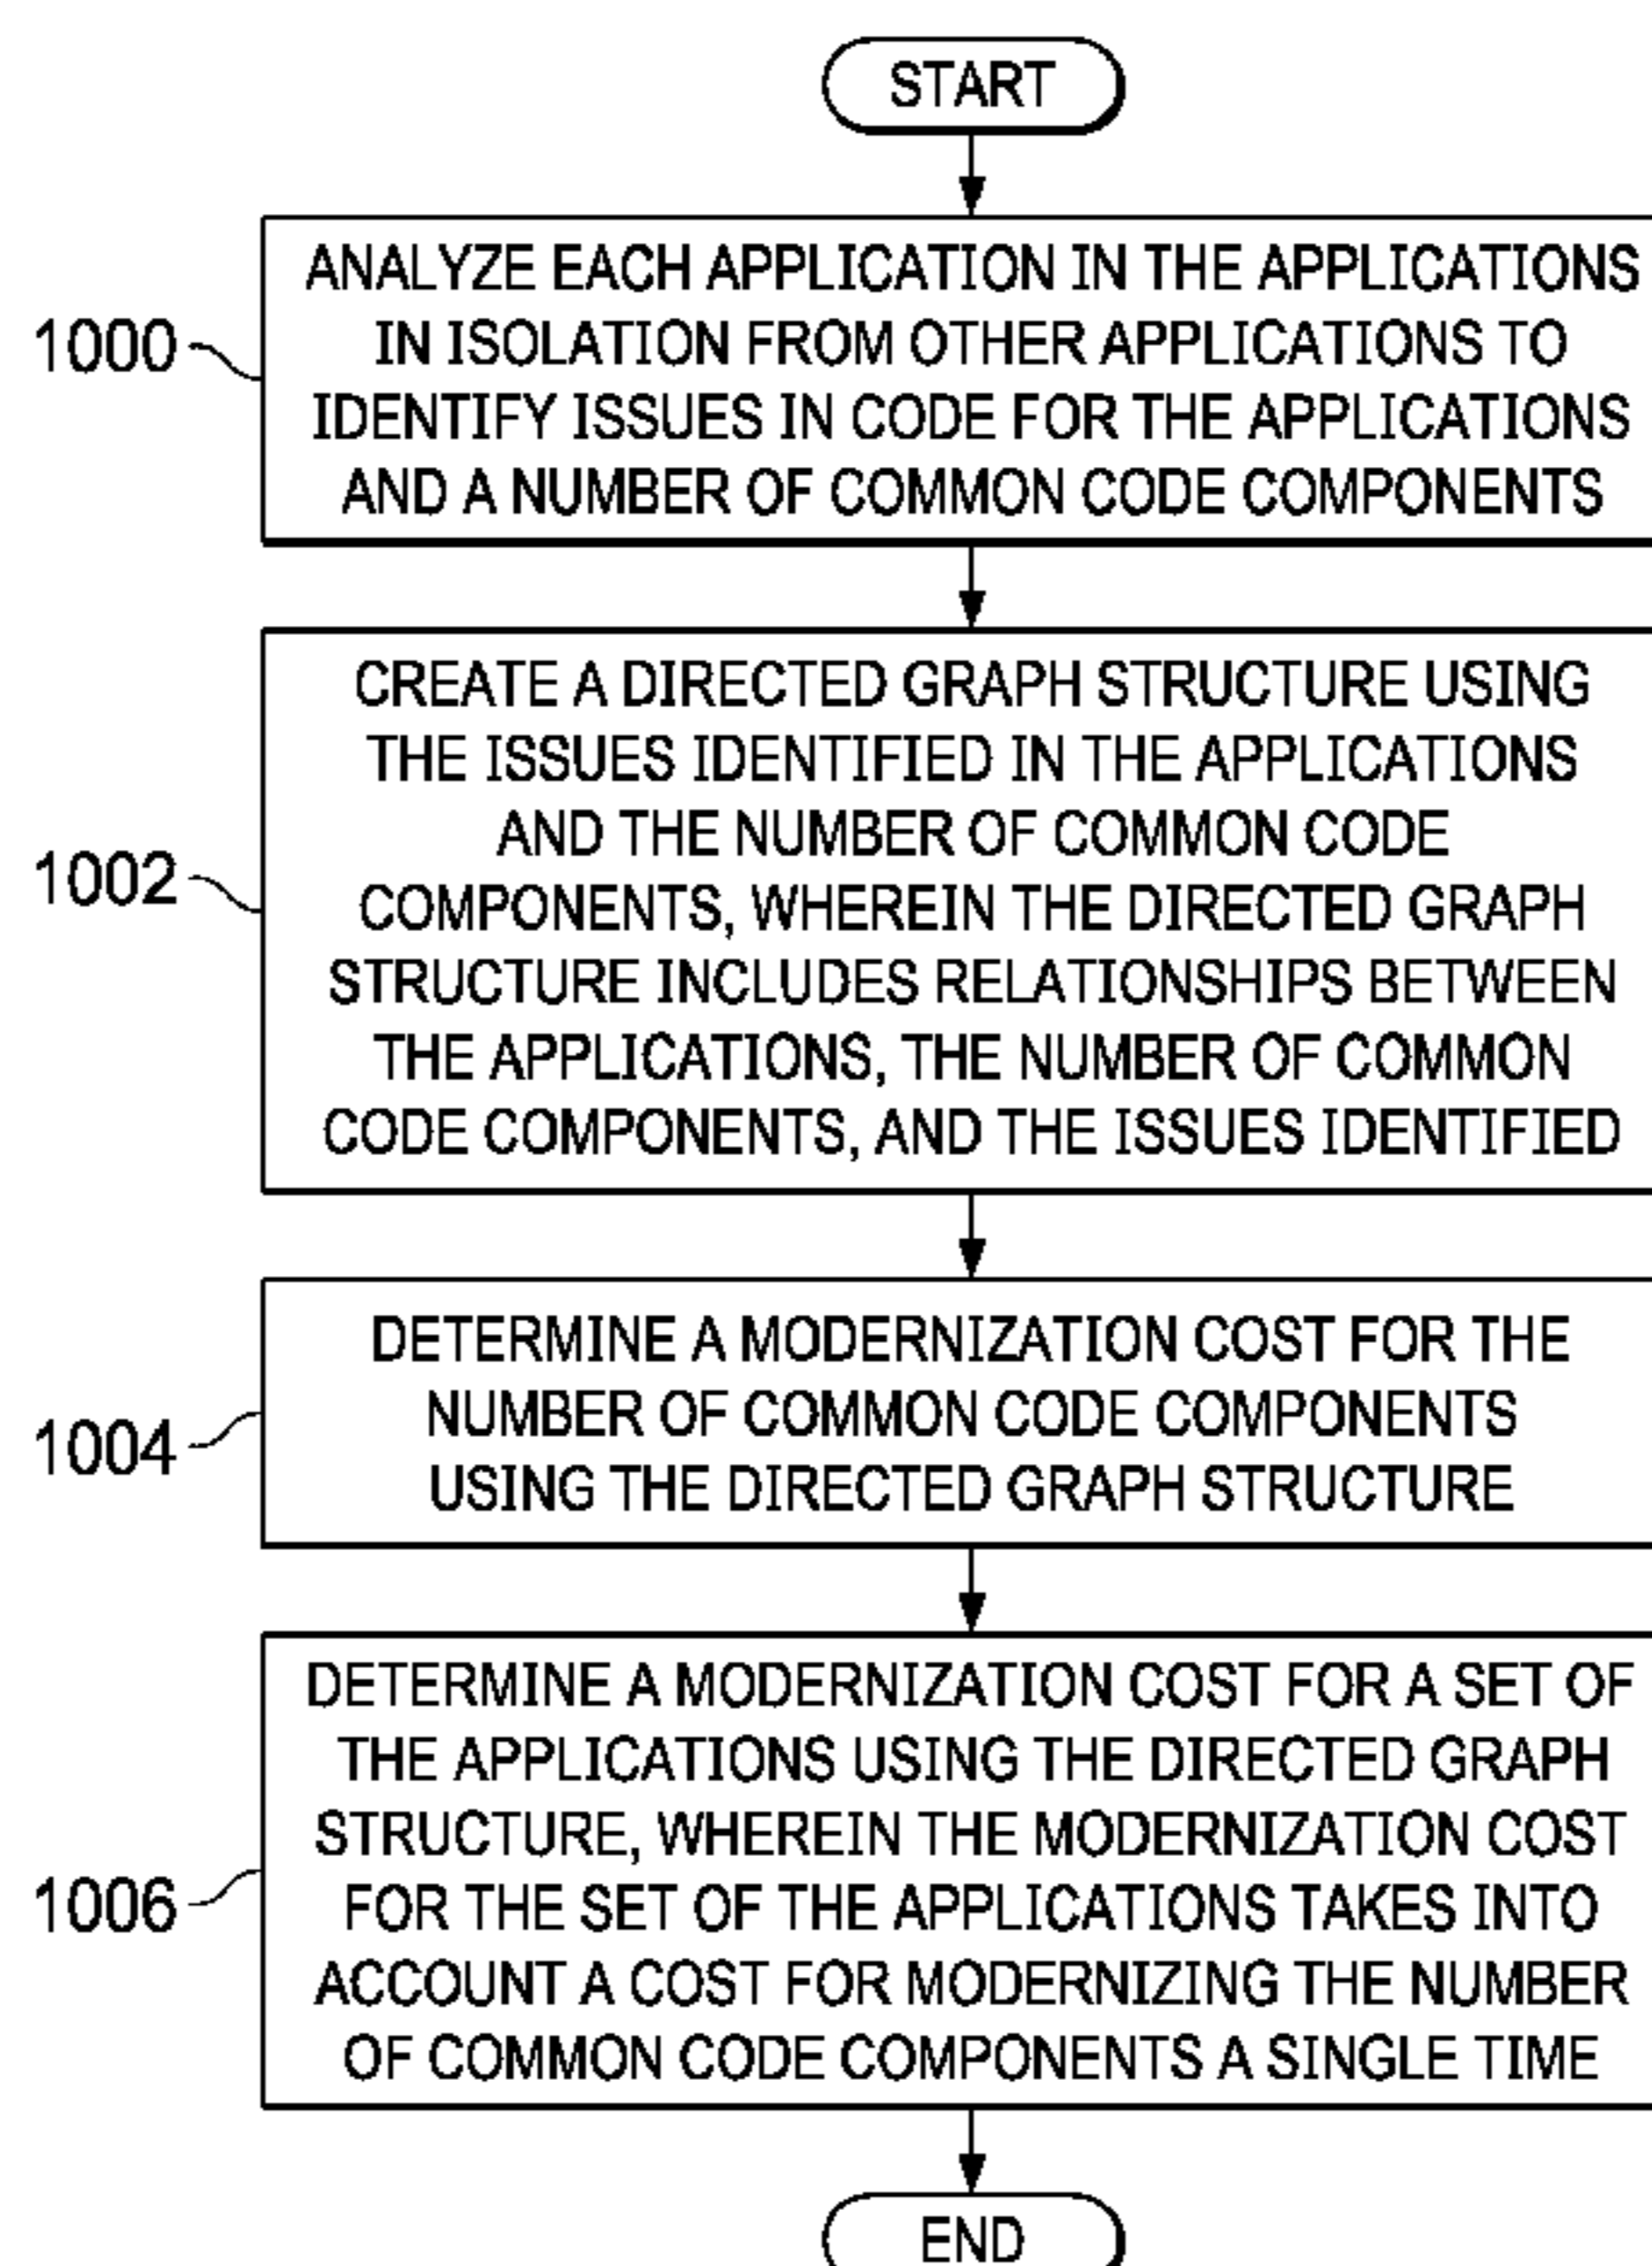 START
ANALYZE EACH APPLICATION IN THE APPLICATIONS
IN ISOLATION FROM OTHER APPLICATIONS TO
IDENTIFY ISSUES IN CODE FOR THE APPLICATIONS
AND A NUMBER OF COMMON CODE COMPONENTS
1000
CREATE A DIRECTED GRAPH STRUCTURE USING
THE ISSUES IDENTIFIED IN THE APPLICATIONS
AND THE NUMBER OF COMMON CODE
COMPONENTS, WHEREIN THE DIRECTED GRAPH
STRUCTURE INCLUDES RELATIONSHIPS BETWEEN
THE APPLICATIONS, THE NUMBER OF COMMON
CODE COMPONENTS, AND THE ISSUES IDENTIFIED
1002
DETERMINE A MODERNIZATION COST FOR THE
NUMBER OF COMMON CODE COMPONENTS
USING THE DIRECTED GRAPH STRUCTURE
1004
DETERMINE A MODERNIZATION COST FOR A SET OF
THE APPLICATIONS USING THE DIRECTED GRAPH
STRUCTURE, WHEREIN THE MODERNIZATION COST
FOR THE SET OF THE APPLICATIONS TAKES INTO
ACCOUNT A COST FOR MODERNIZING THE NUMBER
OF COMMON CODE COMPONENTS A SINGLE TIME
1006
END